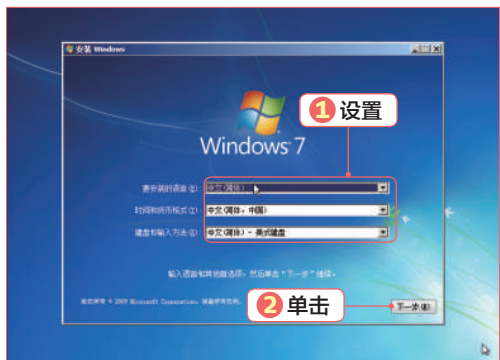 安装 Windows
1 设置
Windows 7
要安装的语言(E): 中文(简体)
时间和货币格式(T): 中文(简体，中国)
键盘和输入方法(K): 中文(简体) - 美式键盘
输入语言和其他首选项，然后单击“下一步”继续。
版权所有 © 2009 Microsoft Corporation。保留所有权利。
2 单击
下一步(N)